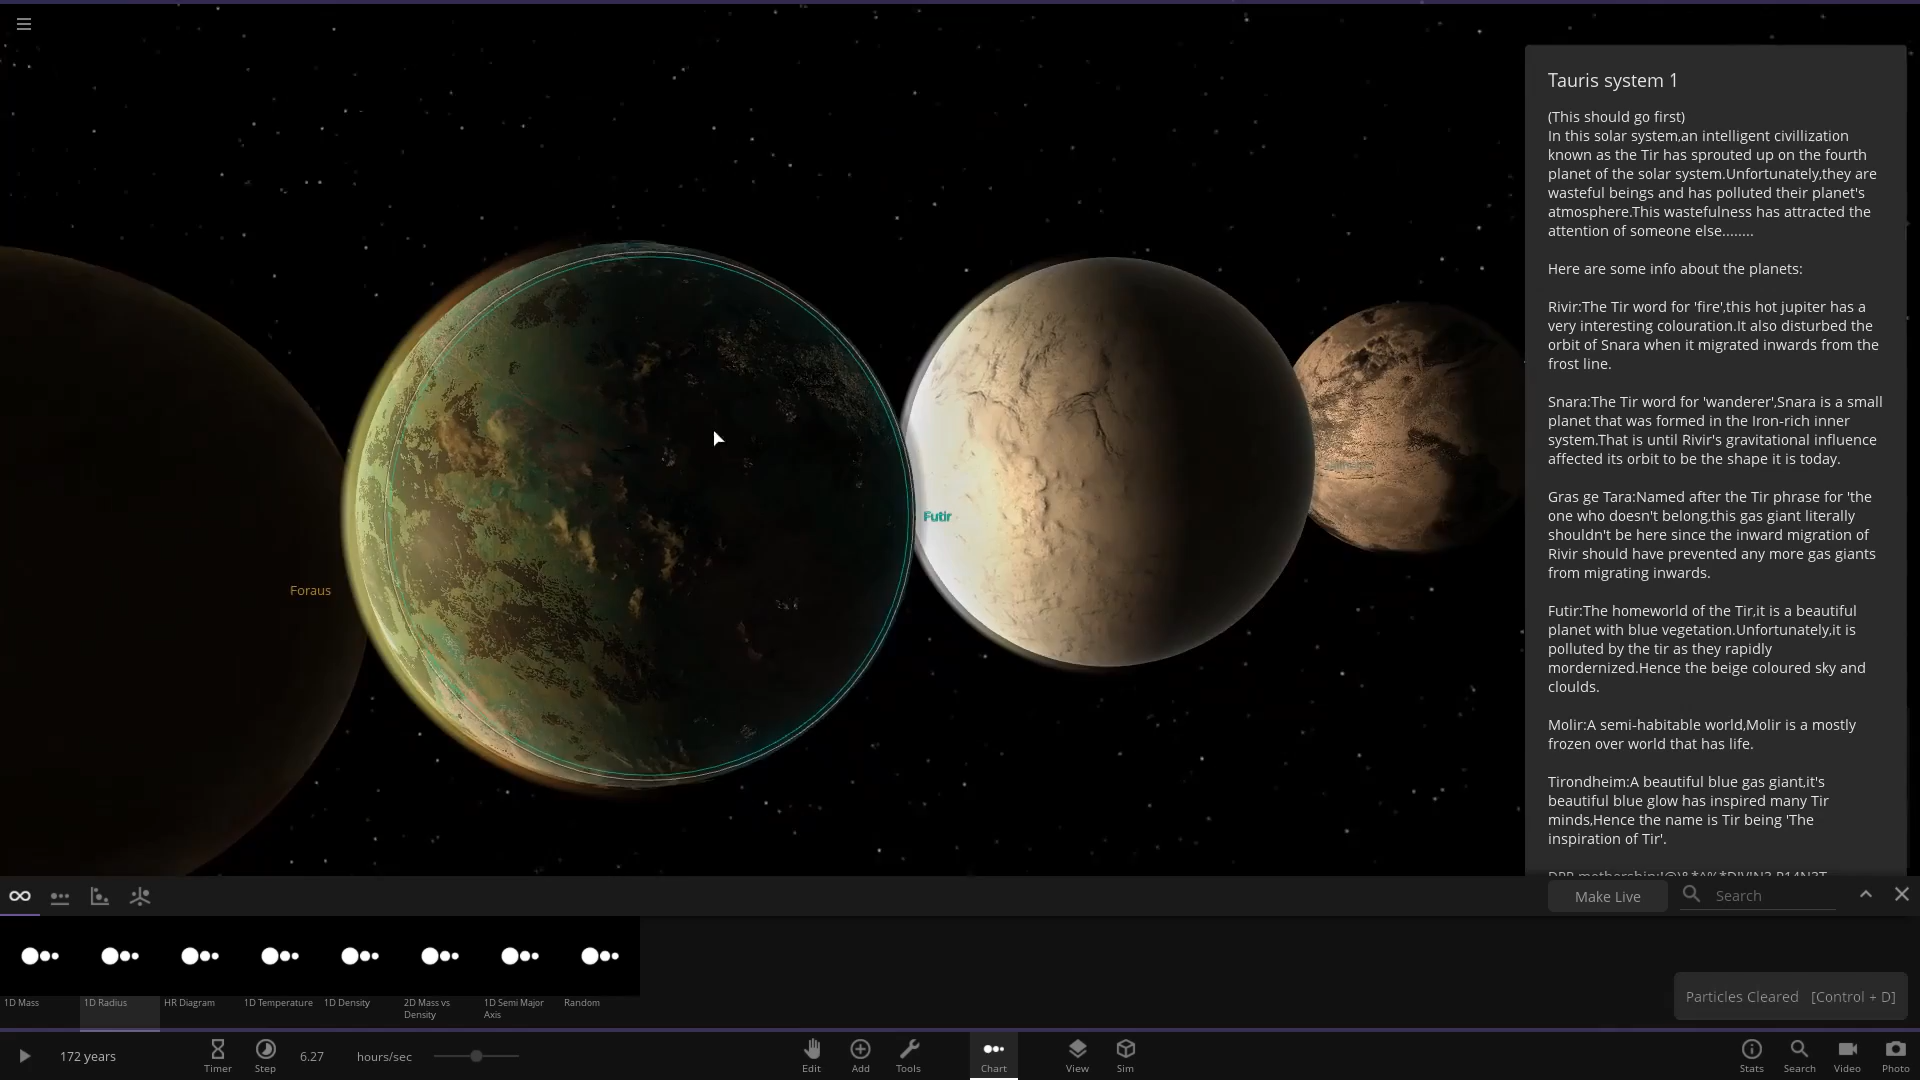 Tauris system 1
(This should go first)
In this solar system,an intelligent civillization
known as the Tir has sprouted up on the fourth
planet of the solar system.Unfortunately,they are
wasteful beings and has polluted their planet's
atmosphere.This wastefulness has attracted the
attention of someone else........
Here are some info about the planets:
Rivir:The Tir word for 'fire',this hot jupiter has a
very interesting colouration.It also disturbed the
orbit of Snara when it migrated inwards from the
frost line.
Snara:The Tir word for 'wanderer',Snara is a small
planet that was formed in the Iron-rich inner
system.That is until Rivir's gravitational influence
affected its orbit to be the shape it is today.
Gras ge Tara:Named after the Tir phrase for 'the
one who doesn't belong,this gas giant literally
shouldn't be here since the inward migration of
Rivir should have prevented any more gas giants
from migrating inwards.
Futir:The homeworld of the Tir,it is a beautiful
planet with blue vegetation.Unfortunately,it is
polluted by the tir as they rapidly
mordernized.Hence the beige coloured sky and
cloulds.
Molir:A semi-habitable world,Molir is a mostly
frozen over world that has life.
Tirondheim:A beautiful blue gas giant,it's
beautiful blue glow has inspired many Tir
minds,Hence the name is Tir being 'The
inspiration of Tir'.
Futir
Foraus
Make Live
Search
1D Mass
1D Radius
HR Diagram
1D Temperature
1D Density
2D Mass vs
Density
1D Semi Major
Axis
Random
Particles Cleared [Control + D]
172 years
Timer
Step
6.27
hours/sec
Edit
Add
Tools
Chart
View
Sim
Stats
Search
Video
Photo